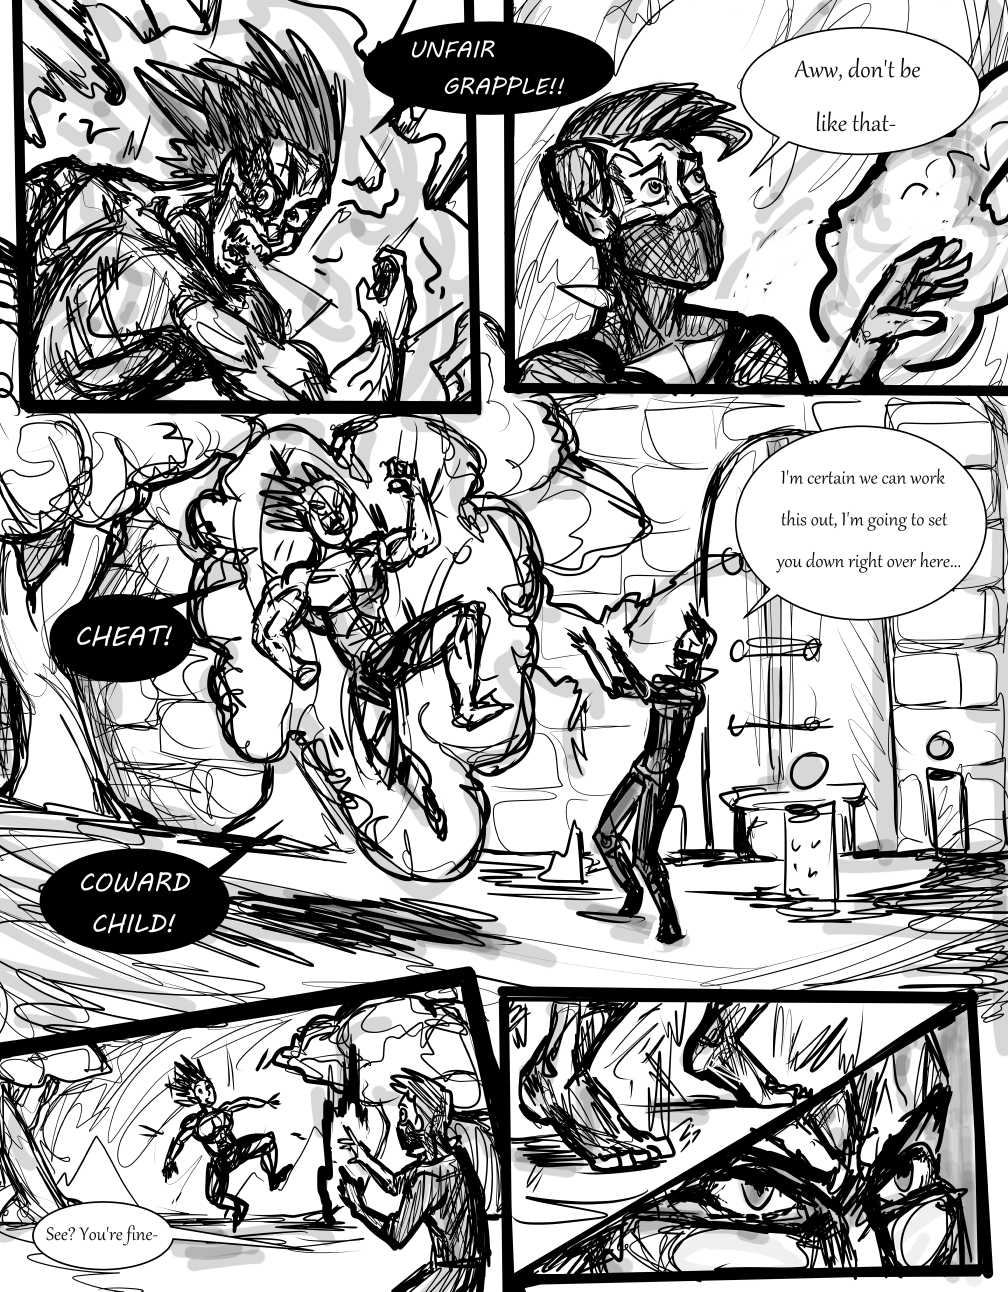 UNFAIR
GRAPPLE!!
Aww, don't be
like that-
I'm certain we can work
this out, I'm going to set
you down right over here...
CHEAT!
COWARD
CHILD!
See? You're fine-